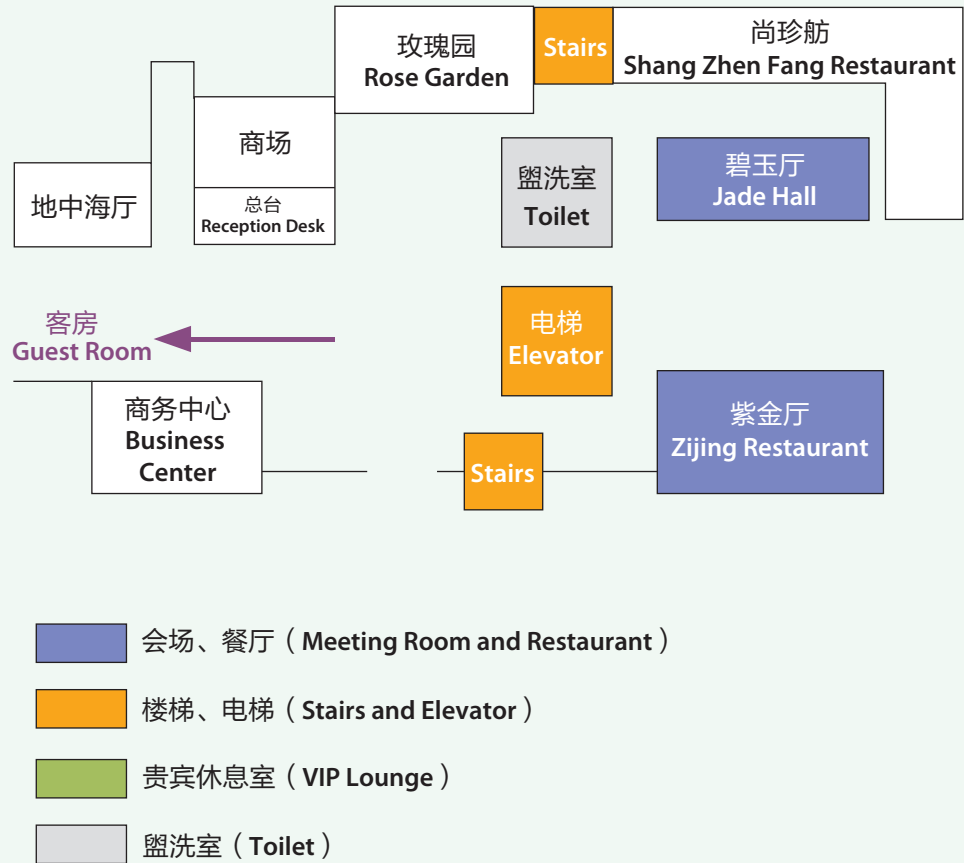 玫瑰园
Rose Garden
Stairs
尚珍舫
Shang Zhen Fang Restaurant
商场
总台
Reception Desk
地中海厅
盥洗室
Toilet
碧玉厅
Jade Hall
客房
Guest Room
电梯
Elevator
商务中心
Business
Center
Stairs
紫金厅
Zijing Restaurant
会场、餐厅（Meeting Room and Restaurant）
楼梯、电梯（Stairs and Elevator）
贵宾休息室（VIP Lounge）
盥洗室（Toilet）